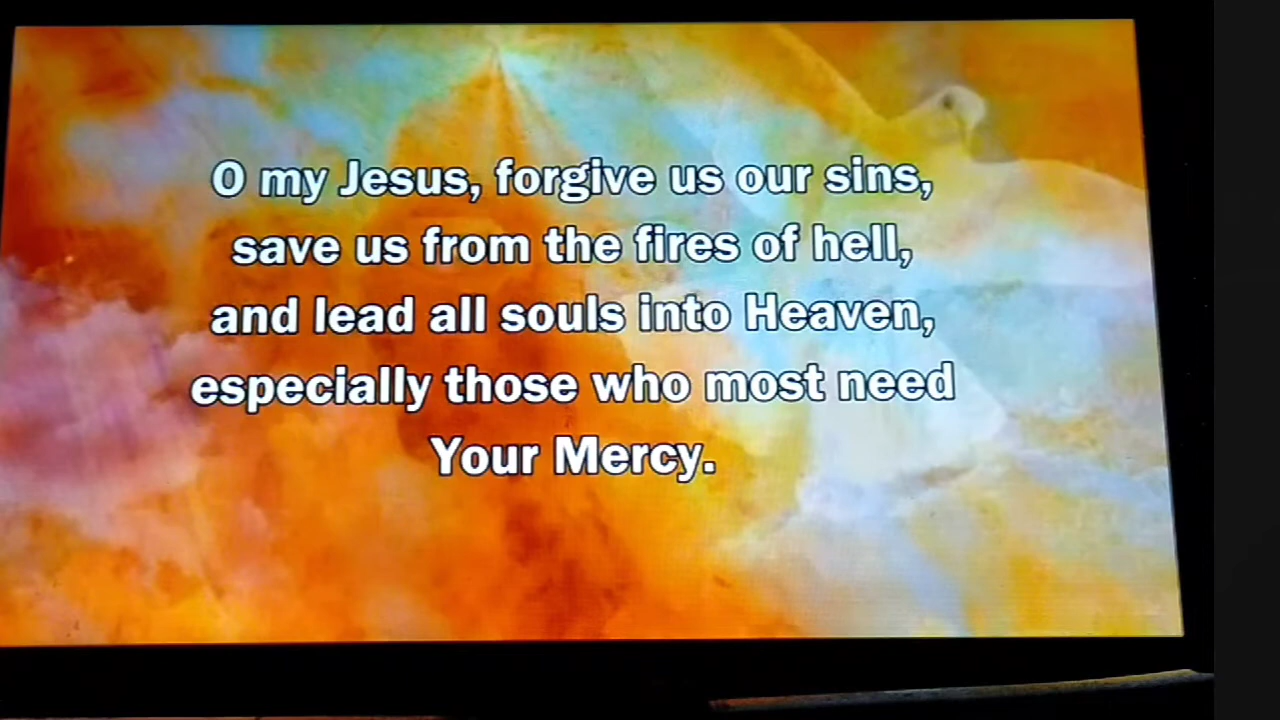 O my Jesus, forgive us our sins,
save us from the fires of hell,
and lead all souls into Heaven,
especially those who most need
Your Mercy.